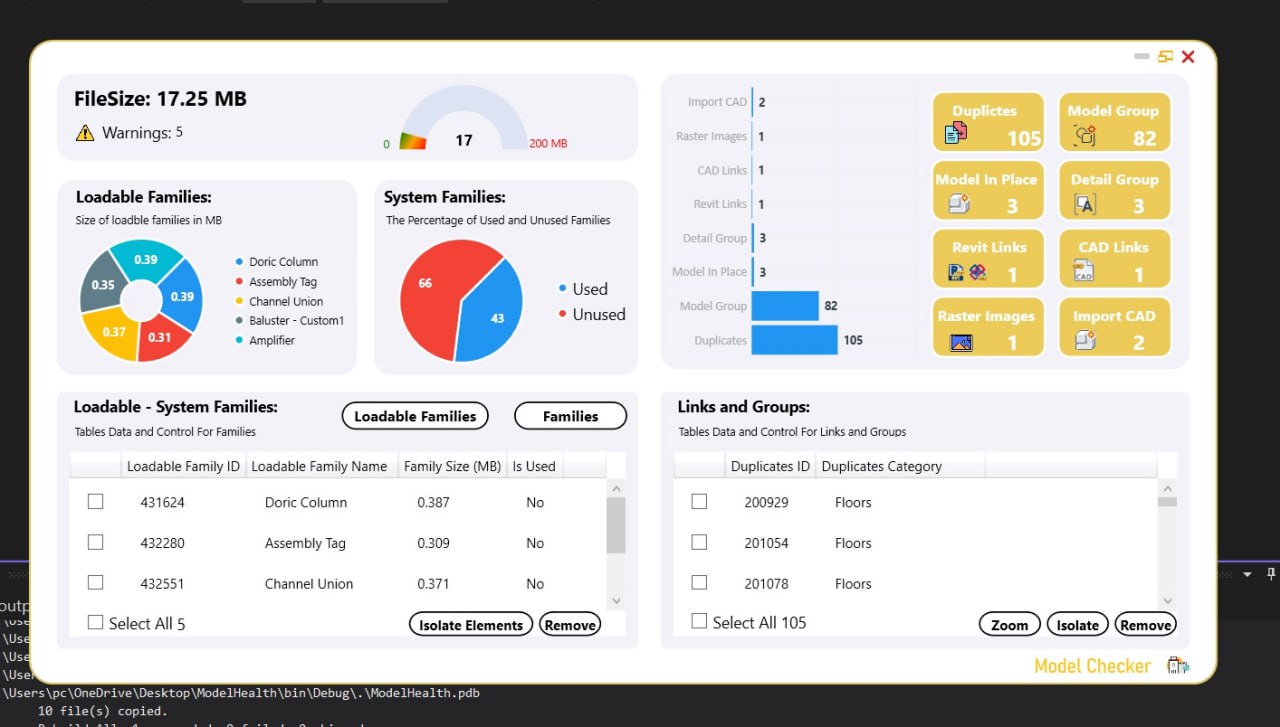 FileSize: 17.25 MB
Warnings: 5
0
17
200 MB
Loadable Families:
Size of loadble families in MB
0.39
0.39
0.35
0.37
0.31
Doric Column
Assembly Tag
Channel Union
Baluster - Custom1
Amplifier
System Families:
The Percentage of Used and Unused Families
66
43
Used
Unused
Import CAD 2
Raster Images 1
CAD Links 1
Revit Links 1
Detail Group 3
Model In Place 3
Model Group 82
Duplicates 105
Duplictes
105
Model Group
82
Model In Place
3
Detail Group
3
Revit Links
1
CAD Links
CAD
1
Raster Images
1
Import CAD
2
Loadable - System Families:
Tables Data and Control For Families
Loadable Families
Families
Loadable Family ID Loadable Family Name Family Size (MB) Is Used
431624 Doric Column 0.387 No
432280 Assembly Tag 0.309 No
432551 Channel Union 0.371 No
Select All 5
Isolate Elements
Remove
Links and Groups:
Tables Data and Control For Links and Groups
Duplicates ID Duplicates Category
200929 Floors
201054 Floors
201078 Floors
Select All 105
Zoom
Isolate
Remove
Model Checker
outp
\Use
\Use
\Use
\User
\Users\pc\OneDrive\Desktop\ModelHealth\bin\Debug\.\ModelHealth.pdb
10 file(s) copied.